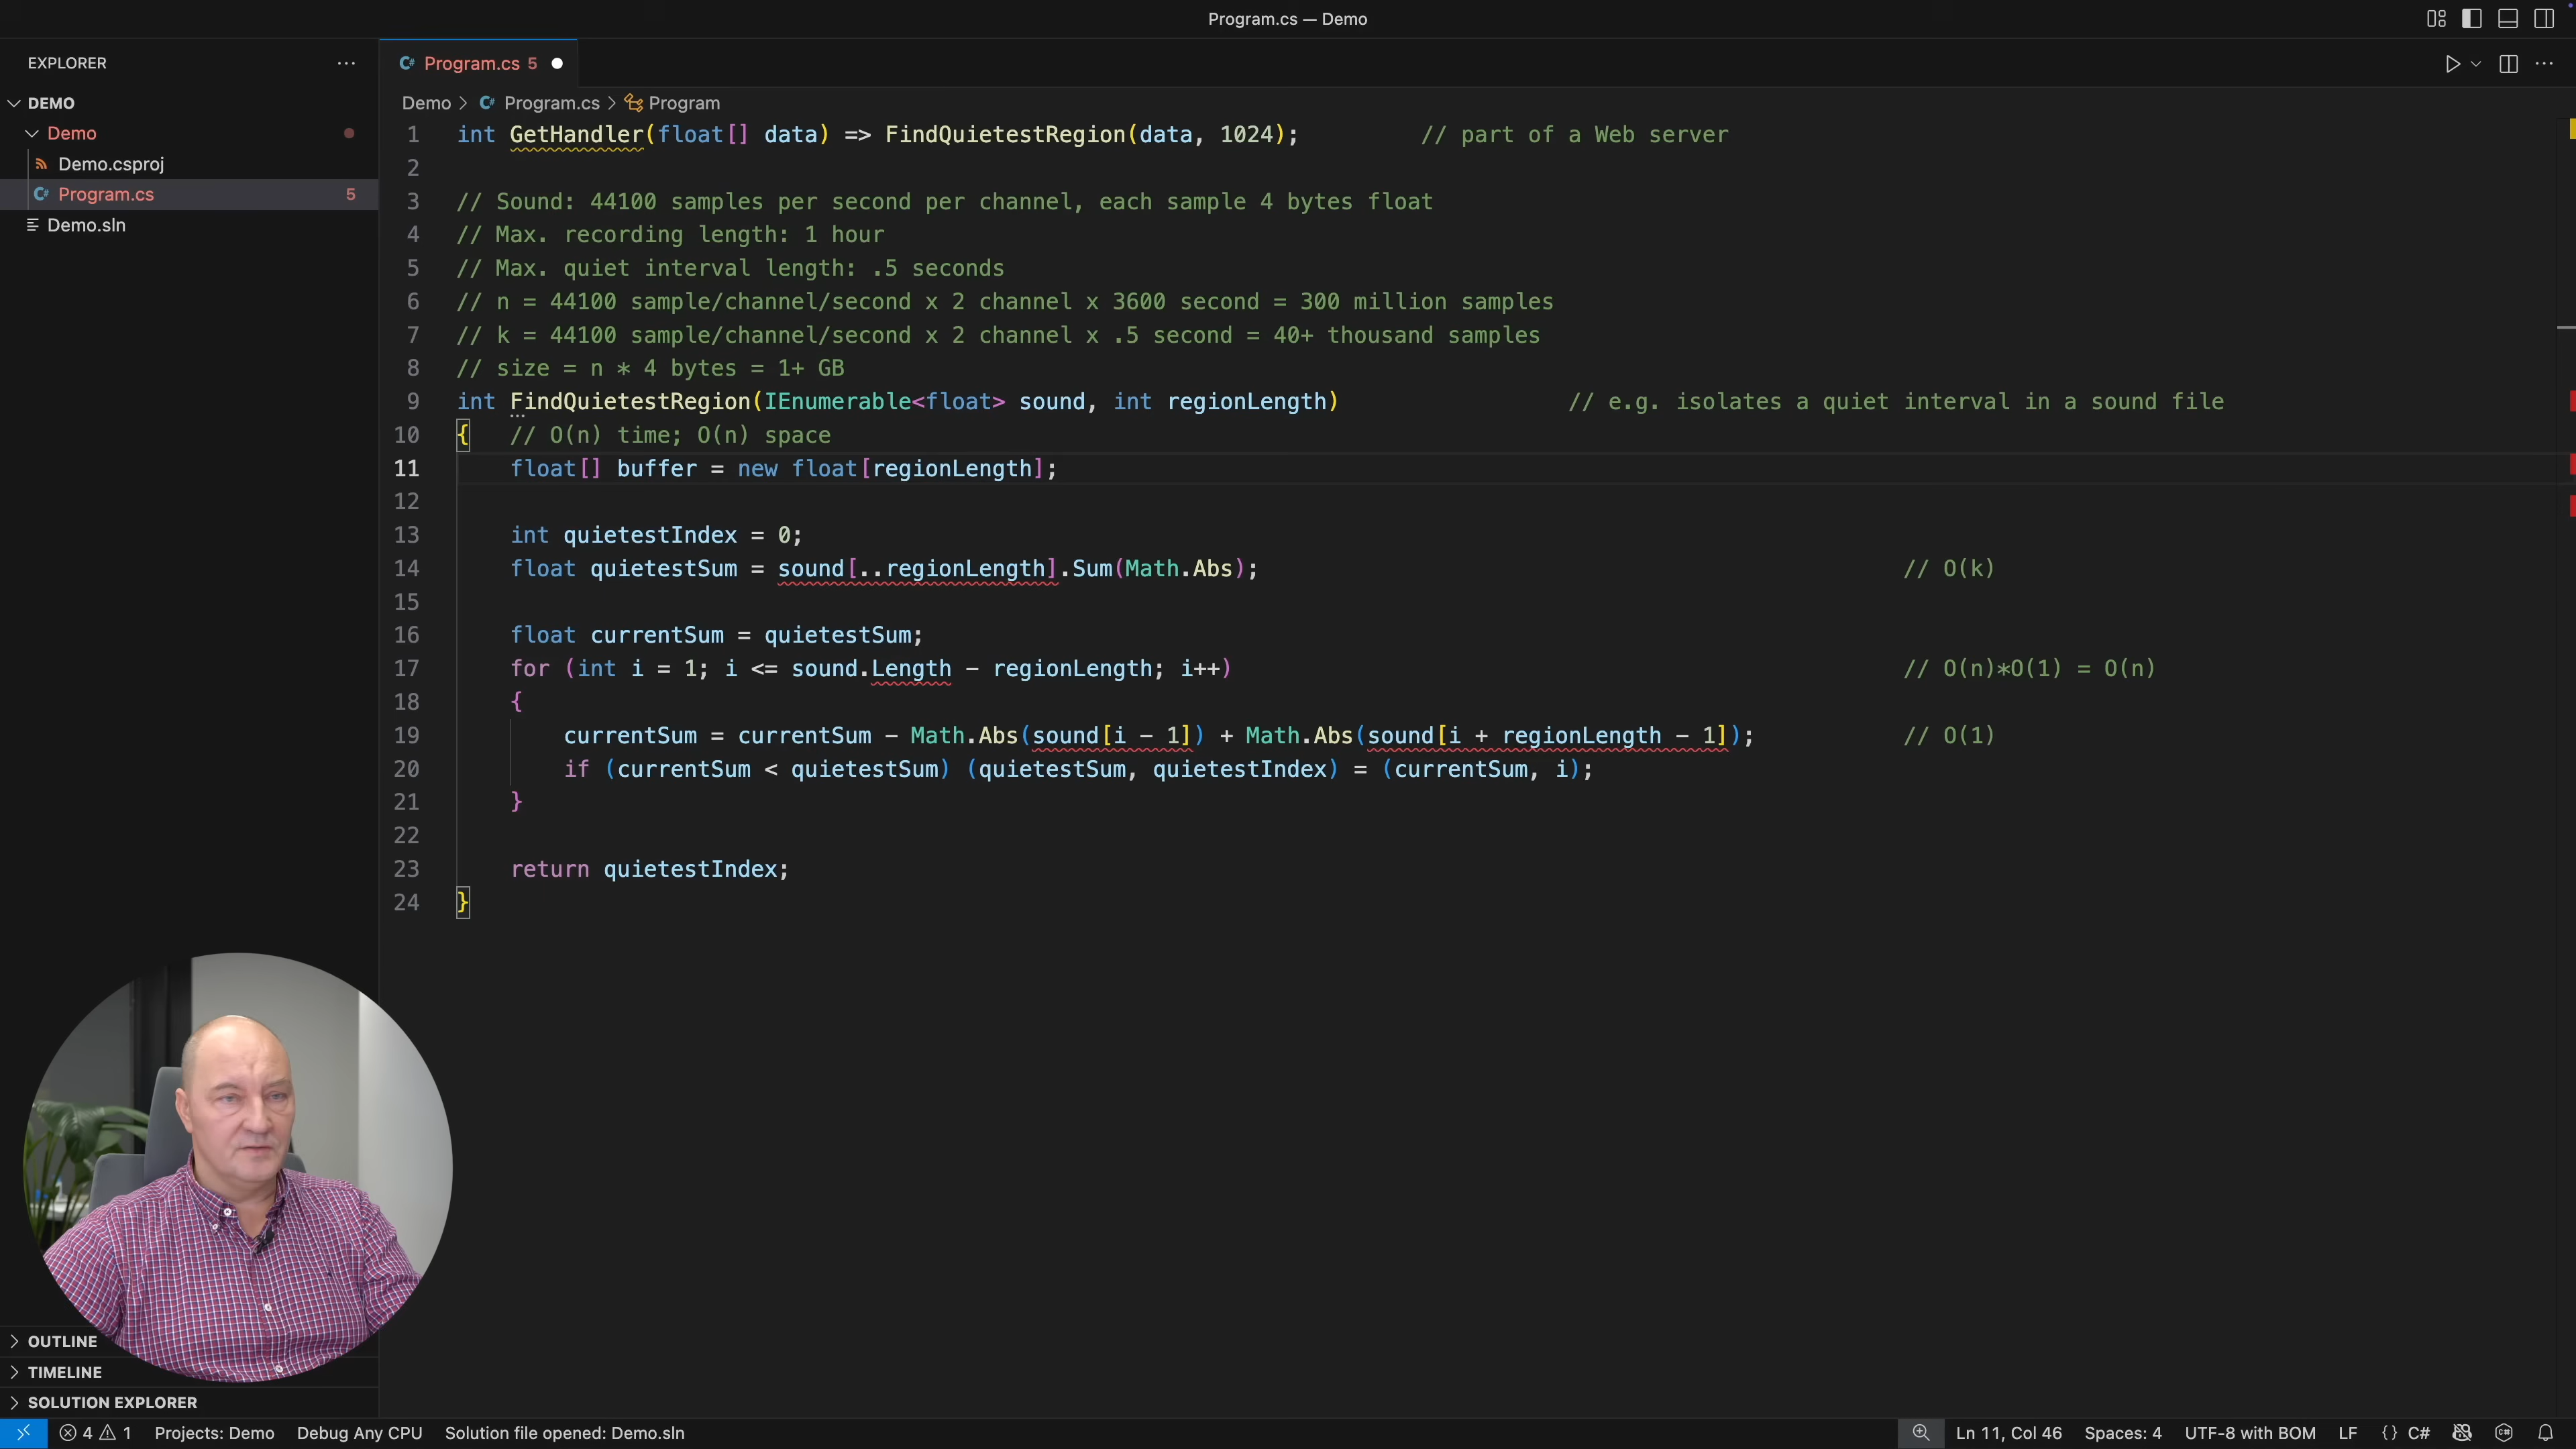 Program.cs — Demo
EXPLORER
DEMO
Demo
Demo.csproj
Program.cs 5
Demo.sln
Program.cs 5
Demo > Program.cs > Program
1 int GetHandler(float[] data) => FindQuietestRegion(data, 1024); // part of a Web server
2
3 // Sound: 44100 samples per second per channel, each sample 4 bytes float
4 // Max. recording length: 1 hour
5 // Max. quiet interval length: .5 seconds
6 // n = 44100 sample/channel/second x 2 channel x 3600 second = 300 million samples
7 // k = 44100 sample/channel/second x 2 channel x .5 second = 40+ thousand samples
8 // size = n * 4 bytes = 1+ GB
9 int FindQuietestRegion(IEnumerable<float> sound, int regionLength) // e.g. isolates a quiet interval in a sound file
10 { // O(n) time; O(n) space
11 float[] buffer = new float[regionLength];
12
13 int quietestIndex = 0;
14 float quietestSum = sound[..regionLength].Sum(Math.Abs); // O(k)
15
16 float currentSum = quietestSum;
17 for (int i = 1; i <= sound.Length - regionLength; i++) // O(n)*O(1) = O(n)
18 {
19 currentSum = currentSum - Math.Abs(sound[i - 1]) + Math.Abs(sound[i + regionLength - 1]); // O(1)
20 if (currentSum < quietestSum) (quietestSum, quietestIndex) = (currentSum, i);
21 }
22
23 return quietestIndex;
24 }
OUTLINE
TIMELINE
SOLUTION EXPLORER
4 1 Projects: Demo Debug Any CPU Solution file opened: Demo.sln Ln 11, Col 46 Spaces: 4 UTF-8 with BOM LF {} C#